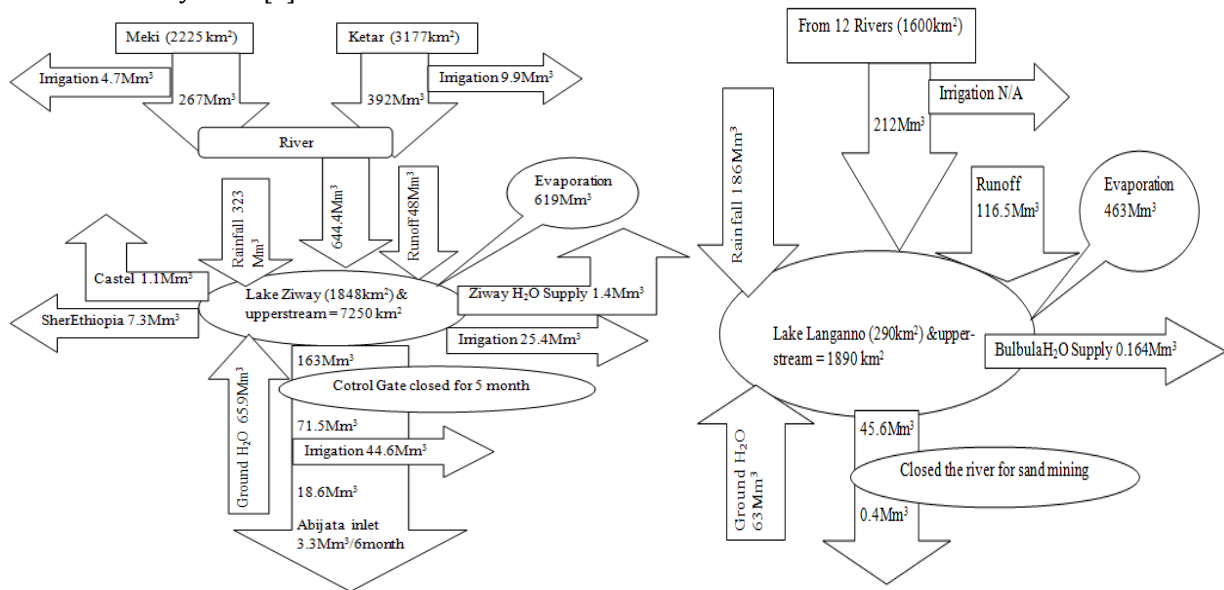 Meki (2225 km²)
Ketar (3177km²)
Irrigation 4.7Mm³
Irrigation 9.9Mm³
267Mm³
392Mm³
River
Rainfall 323
Mm³
644.4Mm³
Runoff48Mm³
Evaporation
619Mm³
Castel 1.1Mm³
SherEthiopia 7.3Mm³
Lake Ziway (1848km²) &
upperstream = 7250 km²
Ziway H₂O Supply 1.4Mm³
Irrigation 25.4Mm³
Ground H₂O 65.9Mm³
163Mm³
Cotrol Gate closed for 5 month
71.5Mm³
Irrigation 44.6Mm³
18.6Mm³
Abijata inlet
3.3Mm³/6month
From 12 Rivers (1600km²)
Irrigation N/A
212Mm³
Rainfall 186Mm³
Runoff
116.5Mm³
Evaporation
463Mm³
Lake Langanno (290km²) &upper-
stream = 1890 km²
BulbulaH₂O Supply 0.164Mm³
Ground H₂O
63Mm³
45.6Mm³
Closed the river for sand mining
0.4Mm³